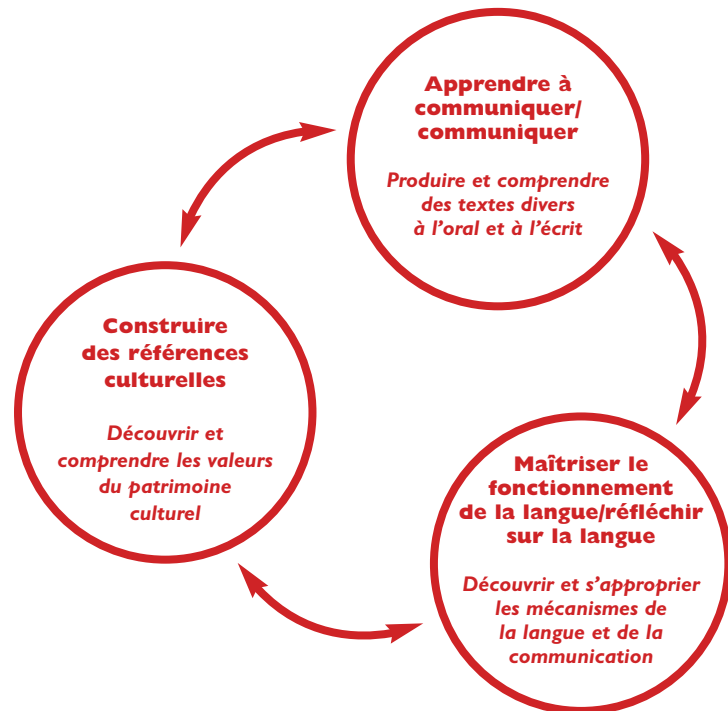 Apprendre à
communiquer/
communiquer
Produire et comprendre
des textes divers
à l'oral et à l'écrit
Construire
des références
culturelles
Découvrir et
comprendre les valeurs
du patrimoine
culturel
Maîtriser le
fonctionnement
de la langue/réfléchir
sur la langue
Découvrir et s'approprier
les mécanismes de
la langue et de la
communication